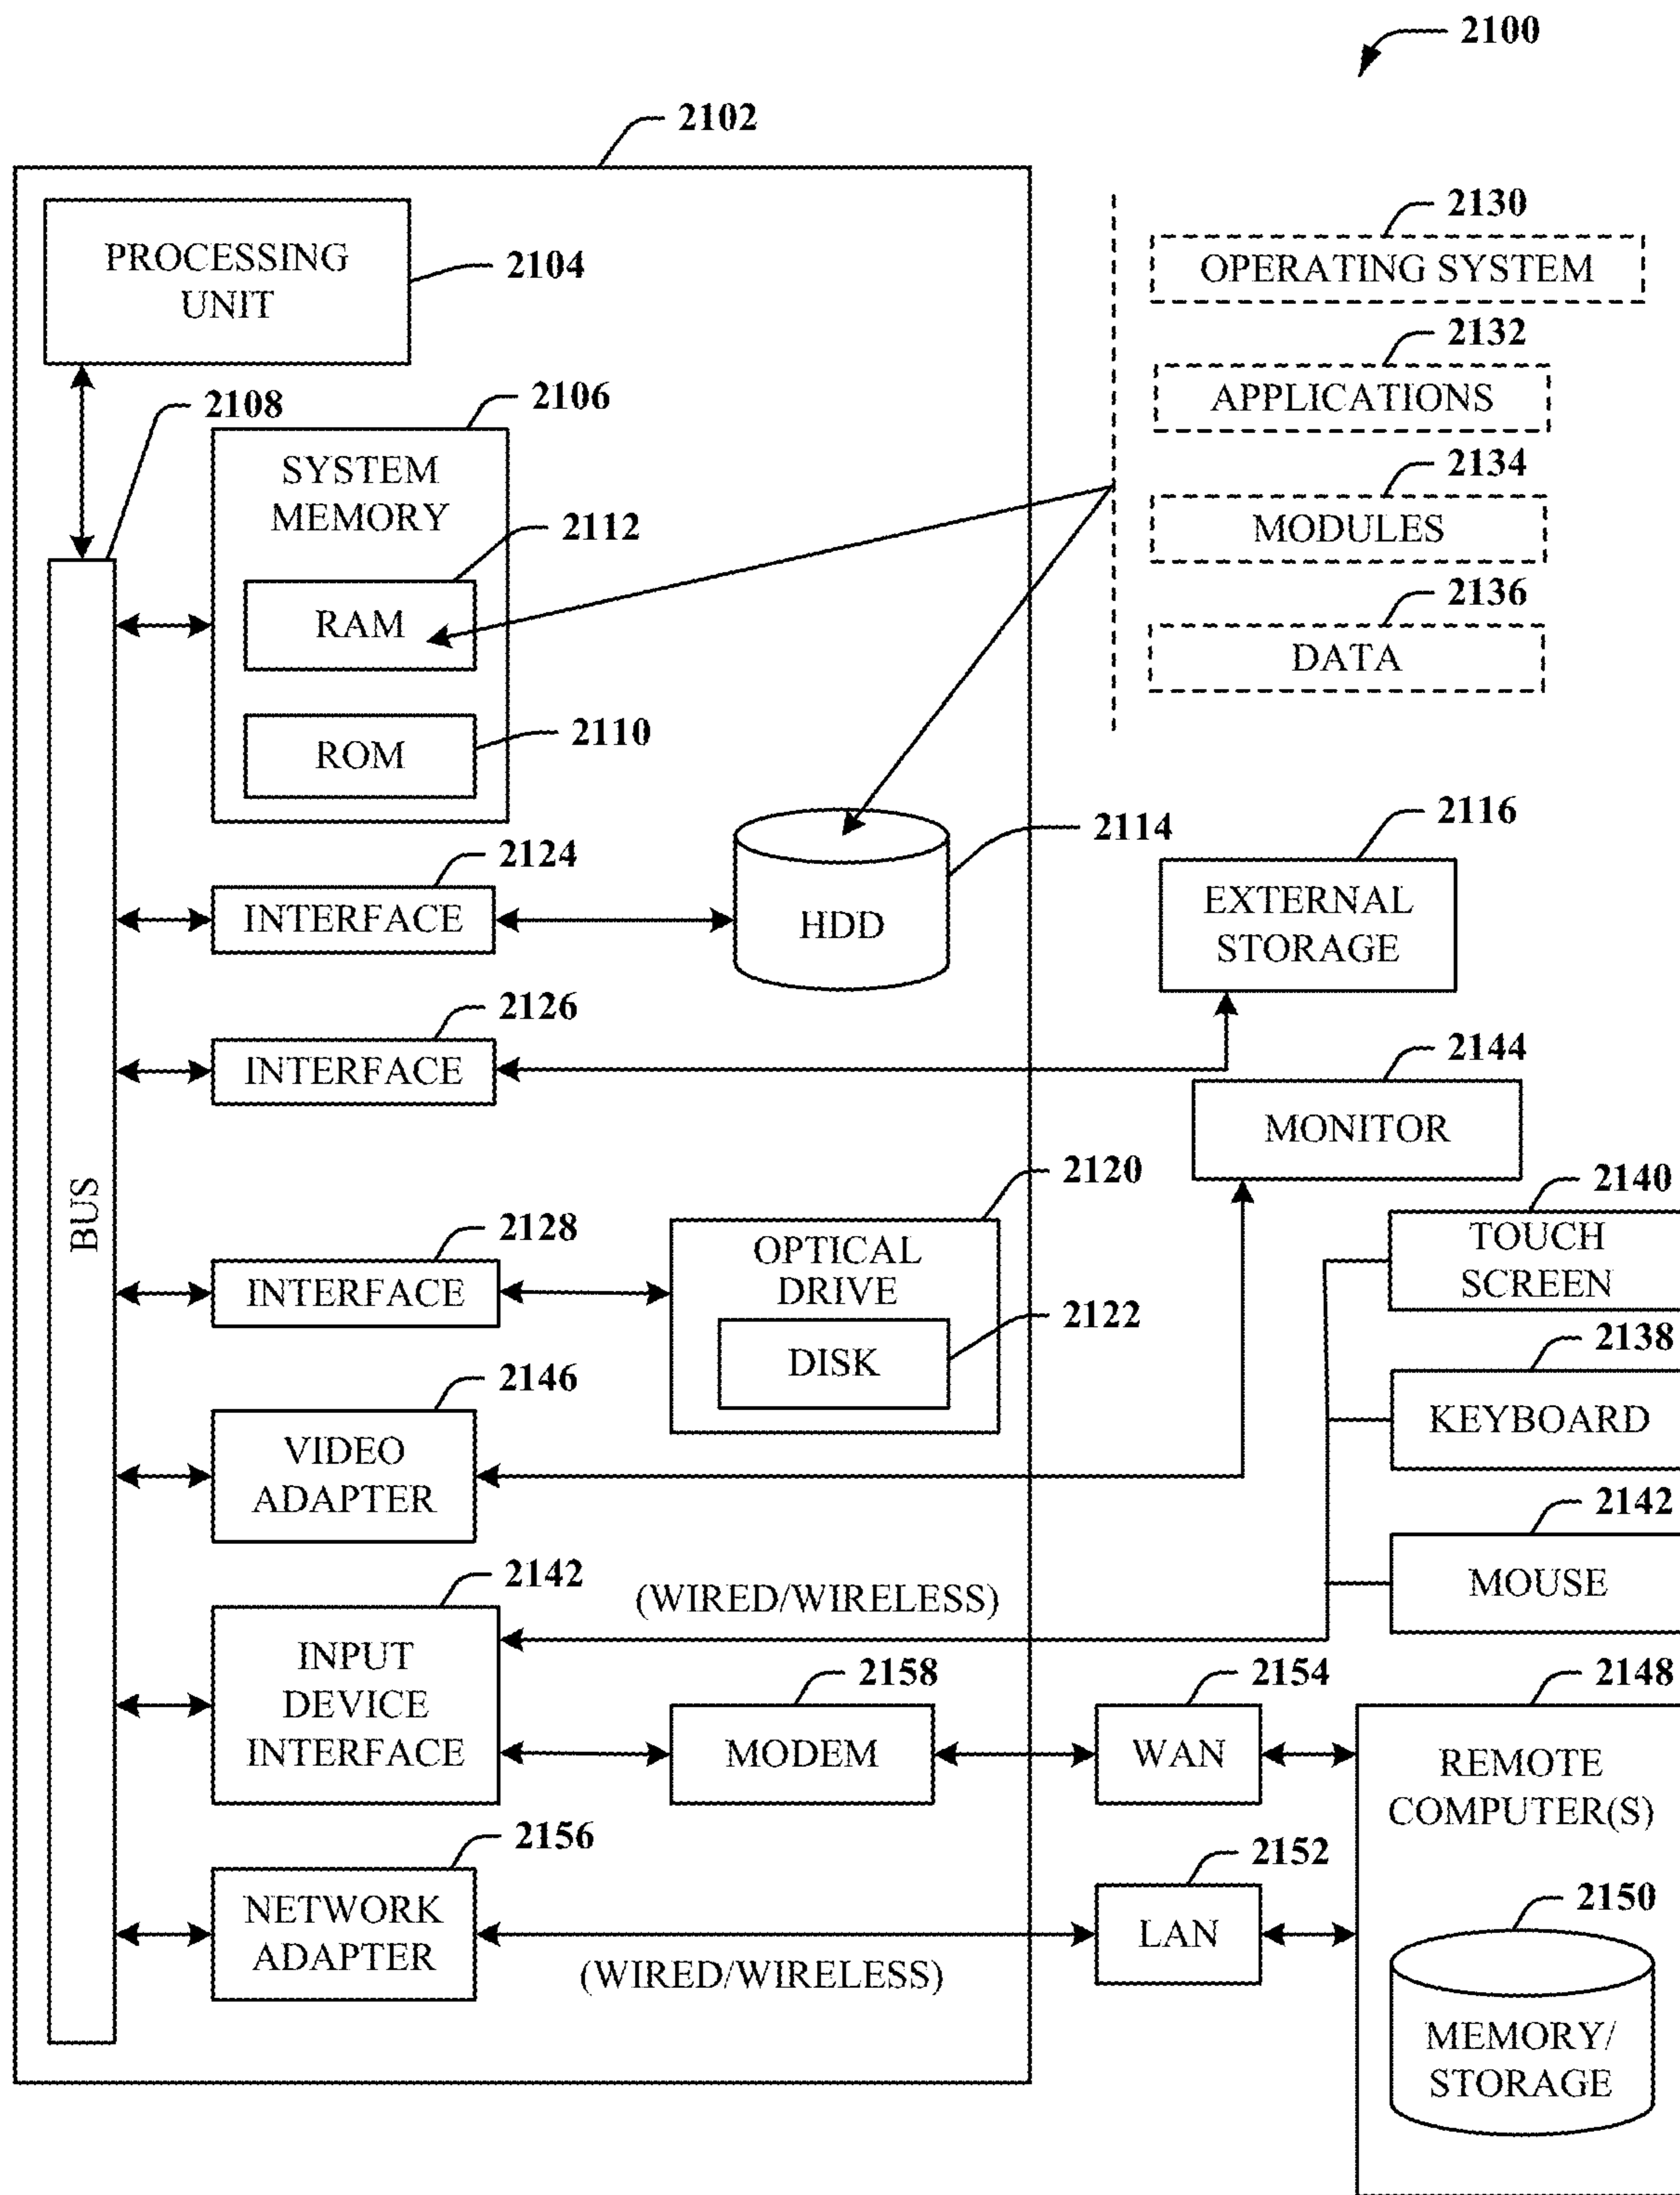 2100
2102
PROCESSING
UNIT
2104
2108
2106
SYSTEM
MEMORY
2112
RAM
ROM
2110
2130
OPERATING SYSTEM
2132
APPLICATIONS
2134
MODULES
2136
DATA
2124
INTERFACE
2114
HDD
2116
EXTERNAL
STORAGE
2126
INTERFACE
2144
MONITOR
BUS
2128
INTERFACE
2120
OPTICAL
DRIVE
2122
DISK
2140
TOUCH
SCREEN
2138
KEYBOARD
2142
MOUSE
2146
VIDEO
ADAPTER
2142
INPUT
DEVICE
INTERFACE
(WIRED/WIRELESS)
2158
MODEM
2154
WAN
2148
REMOTE
COMPUTER(S)
2156
NETWORK
ADAPTER
(WIRED/WIRELESS)
2152
LAN
2150
MEMORY/
STORAGE